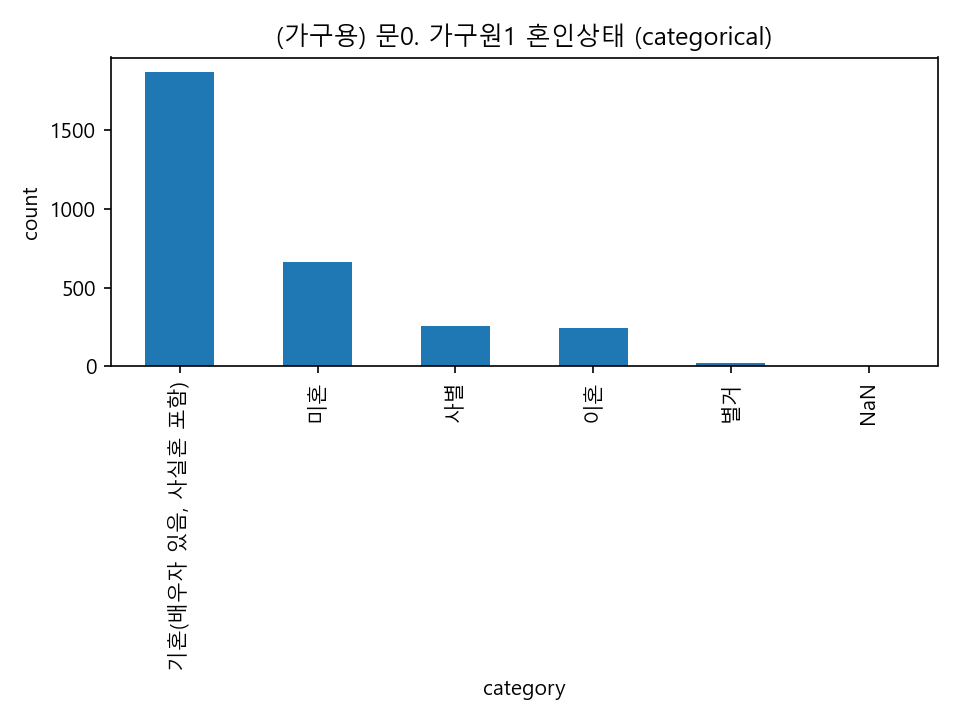 (가구용) 문0. 가구원1 혼인상태 (categorical)
count
1500
1000
500
0
기혼(배우자 있음, 사실혼 포함)
미혼
사별
이혼
별거
NaN
category